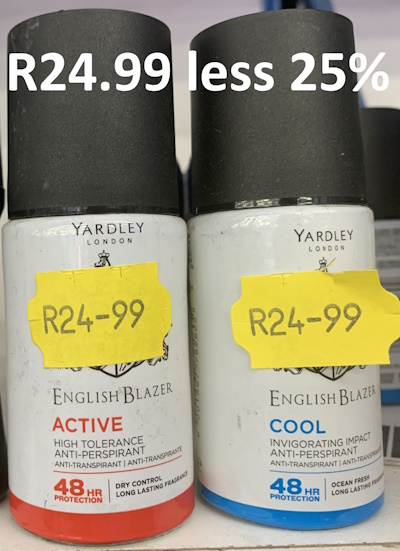 R24.99 less 25%
YARDLEY
LONDON
R24-99
ENGLISH BLAZER
ACTIVE
HIGH TOLERANCE
ANTI-PERSPIRANT
ANTI-TRANSPIRANT | ANTI-TRANSPIRANTE
48 HR
PROTECTION
DRY CONTROL
LONG LASTING FRAGRANCE
YARDLEY
LONDON
R24-99
ENGLISH BLAZER
COOL
INVIGORATING IMPACT
ANTI-PERSPIRANT
ANTI-TRANSPIRANT | ANTI-TRANSPIRANTE
48 HR
PROTECTION
OCEAN FRESH
LONG LASTING FRAGRANCE